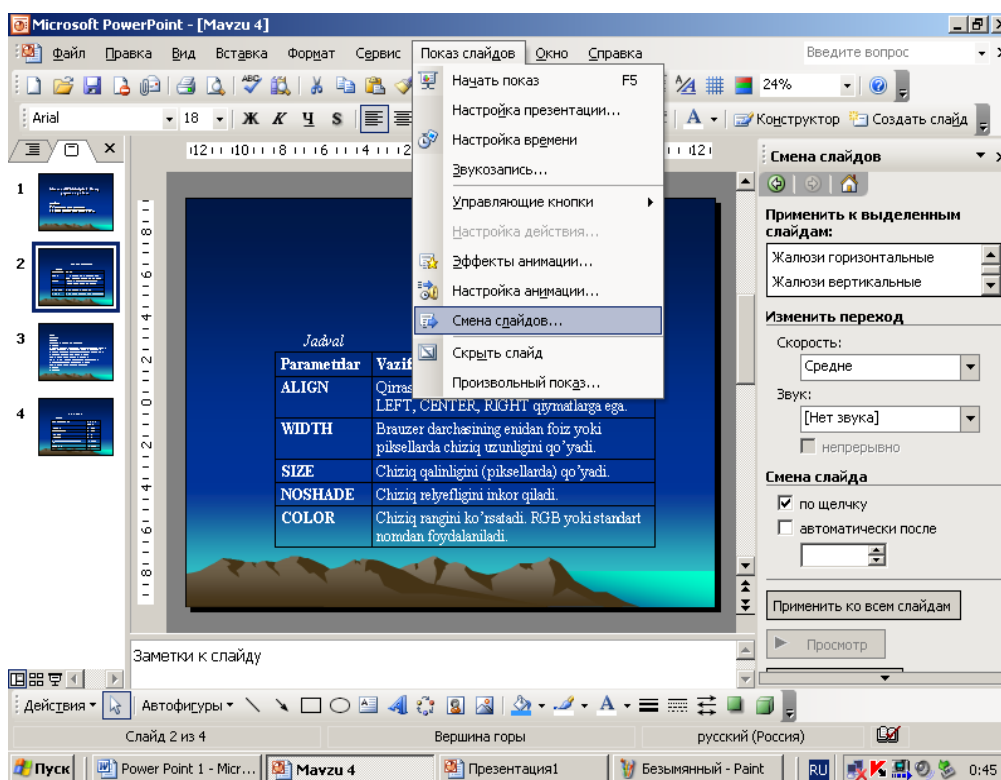 Microsoft PowerPoint - [Mavzu 4]
Файл Правка Вид Вставка Формат Сервис Показ слайдов Окно Справка Введите вопрос
24%
Arial 18 Ж К Ч S А Конструктор Создать слайд
Начать показ F5
Настройка презентации...
Настройка времени
Звукозапись...
Управляющие кнопки
Настройка действия...
Эффекты анимации...
Настройка анимации...
Смена слайдов...
Скрыть слайд
Произвольный показ...
1
2
3
4
Jadval
Parametrlar Vazif
ALIGN
LEFT, CENTER, RIGHT qiymatlarga ega.
WIDTH Brauzer darchasining enidan foiz yoki
piksellarda chiziq uzunligini qo’yadi.
SIZE Chiziq qalinligini (piksellarda) qo’yadi.
NOSHADE Chiziq relyefligini inkor qiladi.
COLOR Chiziq rangini ko’rsatadi. RGB yoki standart
nomdan foydalaniladi.
Смена слайдов
Применить к выделенным
слайдам:
Жалюзи горизонтальные
Жалюзи вертикальные
Изменить переход
Скорость:
Средне
Звук:
[Нет звука]
непрерывно
Смена слайда
по щелчку
автоматически после
Применить ко всем слайдам
Просмотр
Заметки к слайду
Действия Автофигуры А
Слайд 2 из 4 Вершина горы русский (Россия)
Пуск Power Point 1 - Micr... Mavzu 4 Презентация1 Безымянный - Paint RU 0:45